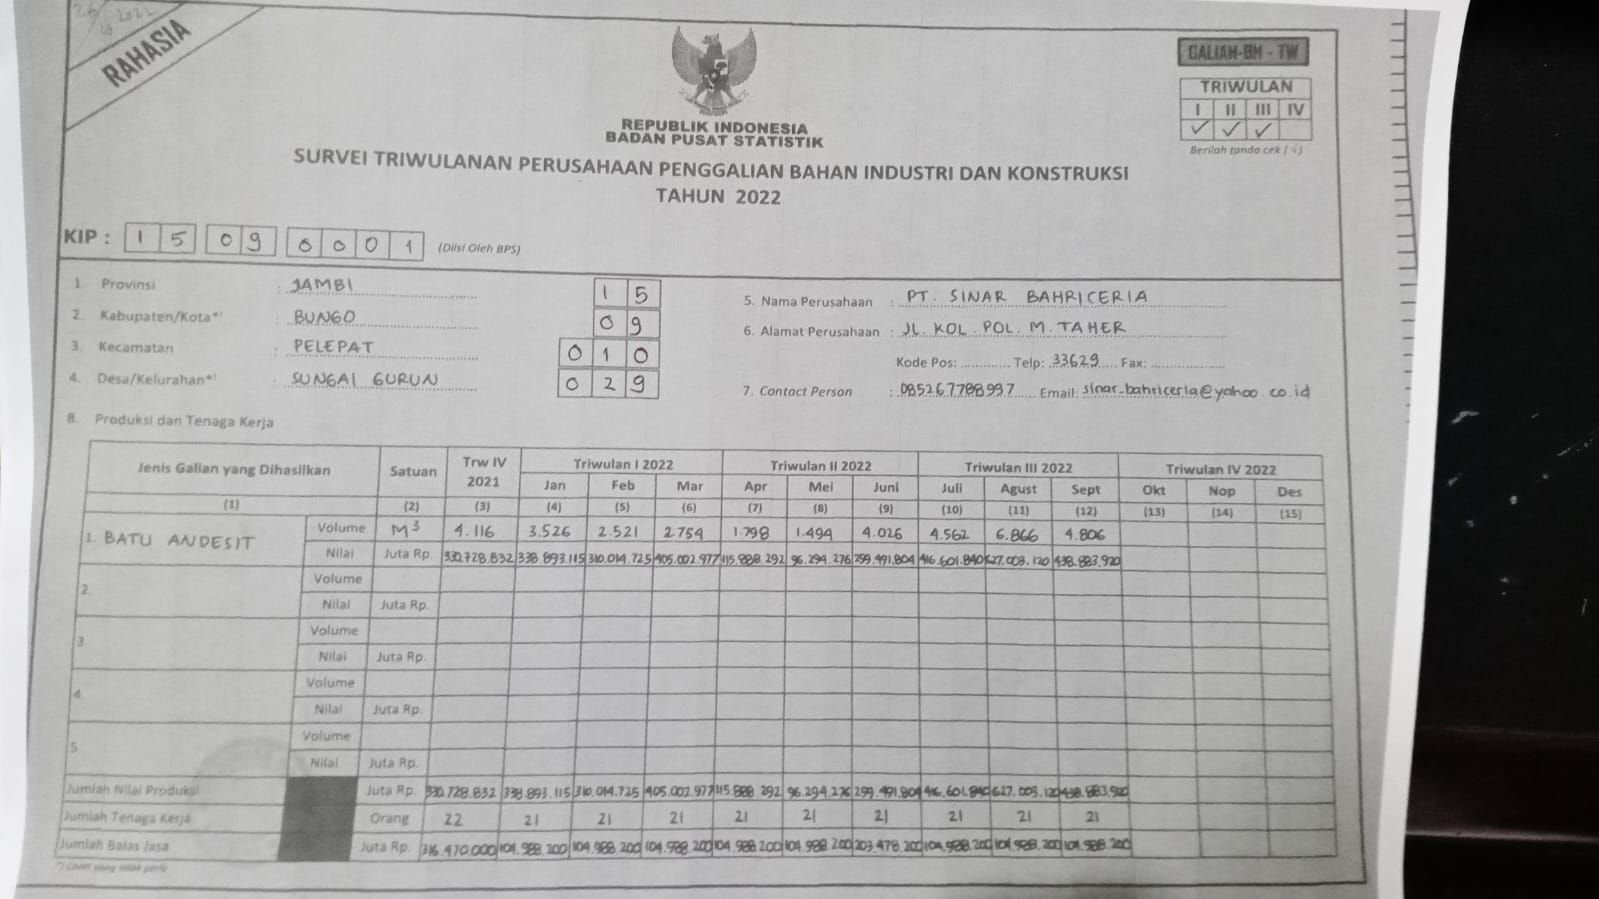 2022
RAHASIA
GALIAN-BM - TW
TRIWULAN
I II III IV
✓ ✓ ✓
Berilah tanda cek ( √ )
REPUBLIK INDONESIA
BADAN PUSAT STATISTIK
SURVEI TRIWULANAN PERUSAHAAN PENGGALIAN BAHAN INDUSTRI DAN KONSTRUKSI
TAHUN 2022
KIP : 1 5 0 9 0 0 0 1 (Diisi Oleh BPS)
1. Provinsi : JAMBI 1 5
2. Kabupaten/Kota*) : BUNGO 0 9
3. Kecamatan : PELEPAT 0 1 0
4. Desa/Kelurahan*) : SUNGAI GURUN 0 2 9
5. Nama Perusahaan : PT. SINAR BAHRICERIA
6. Alamat Perusahaan : JL. KOL. POL. M. TAHER
Kode Pos: ............. Telp: 33629 Fax: ......................
7. Contact Person : 085267788997 Email: sinar_bahriceria@yahoo.co.id
8. Produksi dan Tenaga Kerja
Jenis Galian yang Dihasilkan Satuan Trw IV 2021 Triwulan I 2022 Triwulan II 2022 Triwulan III 2022 Triwulan IV 2022
Jan Feb Mar Apr Mei Juni Juli Agust Sept Okt Nop Des
(1) (2) (3) (4) (5) (6) (7) (8) (9) (10) (11) (12) (13) (14) (15)
1. BATU ANDESIT Volume M³ 4.116 3.526 2.521 2.754 1.798 1.494 4.026 4.562 6.866 4.806
Nilai Juta Rp. 330.728.832 338.893.115 310.014.725 405.002.977 115.888.292 96.294.276 299.491.804 416.601.840 627.003.120 438.883.920
2. Volume
Nilai Juta Rp.
3. Volume
Nilai Juta Rp.
4. Volume
Nilai Juta Rp.
5. Volume
Nilai Juta Rp.
Jumlah Nilai Produksi Juta Rp. 330.728.832 338.893.115 310.014.725 405.002.977 115.888.292 96.294.276 299.491.804 416.601.840 627.003.120 438.883.920
Jumlah Tenaga Kerja Orang 22 21 21 21 21 21 21 21 21 21
Jumlah Balas Jasa Juta Rp. 316.470.000 104.988.200 104.988.200 104.988.200 104.988.200 104.988.200 203.478.200 104.988.200 104.988.200 104.988.200
*) Coret yang tidak perlu